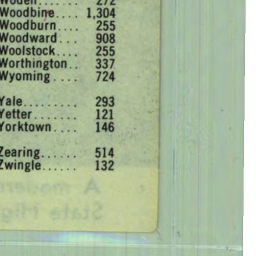 Woden....... 272
Woodbine.... 1,304
Woodburn.... 255
Woodward... 908
Woolstock.... 255
Worthington.. 337
Wyoming.... 724
Yale......... 293
Yetter....... 121
Yorktown.... 146
Zearing...... 514
Zwingle...... 132
A modern
State High